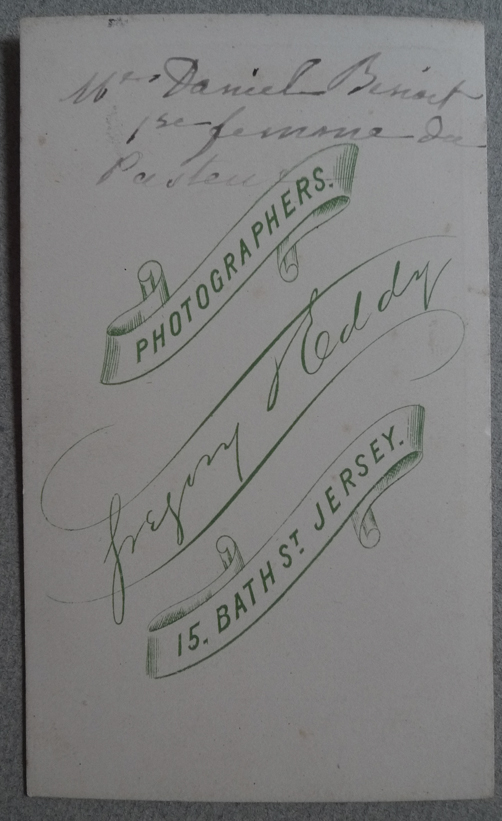 Mrs Daniel Benoit
1re femme du
Pasteur
PHOTOGRAPHERS.
Gregory & Eddy
15. BATH ST JERSEY.